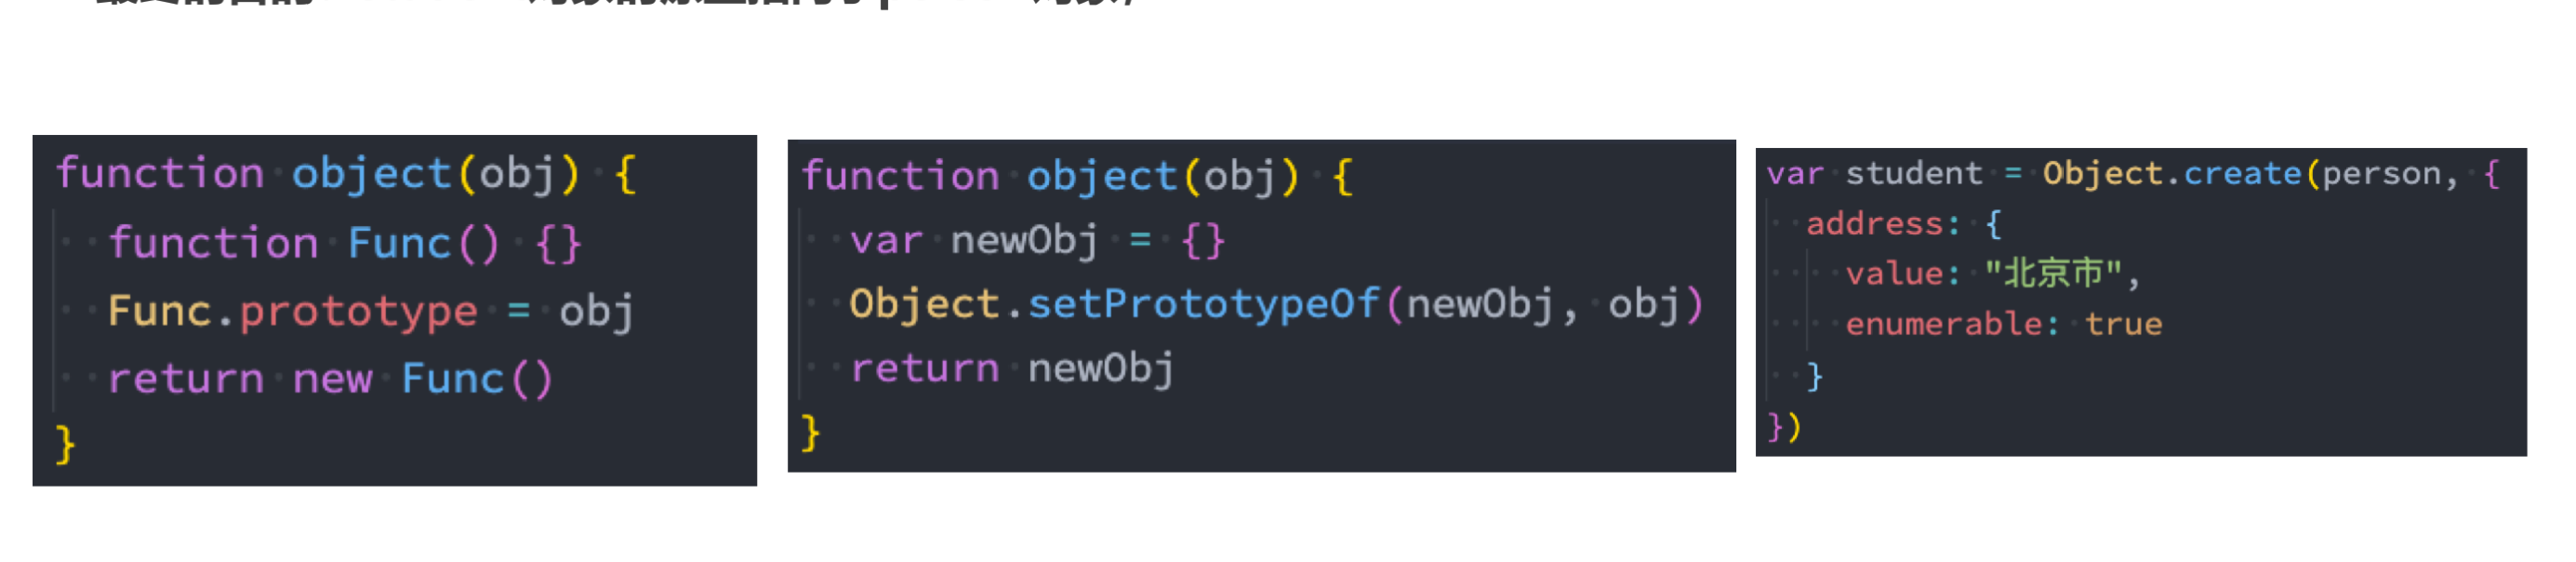 function object(obj) {
function Func() {}
Func.prototype = obj
return new Func()
}
function object(obj) {
var newObj = {}
Object.setPrototypeOf(newObj, obj)
return newObj
}
var student = Object.create(person, {
address: {
value: "北京市",
enumerable: true
}
})